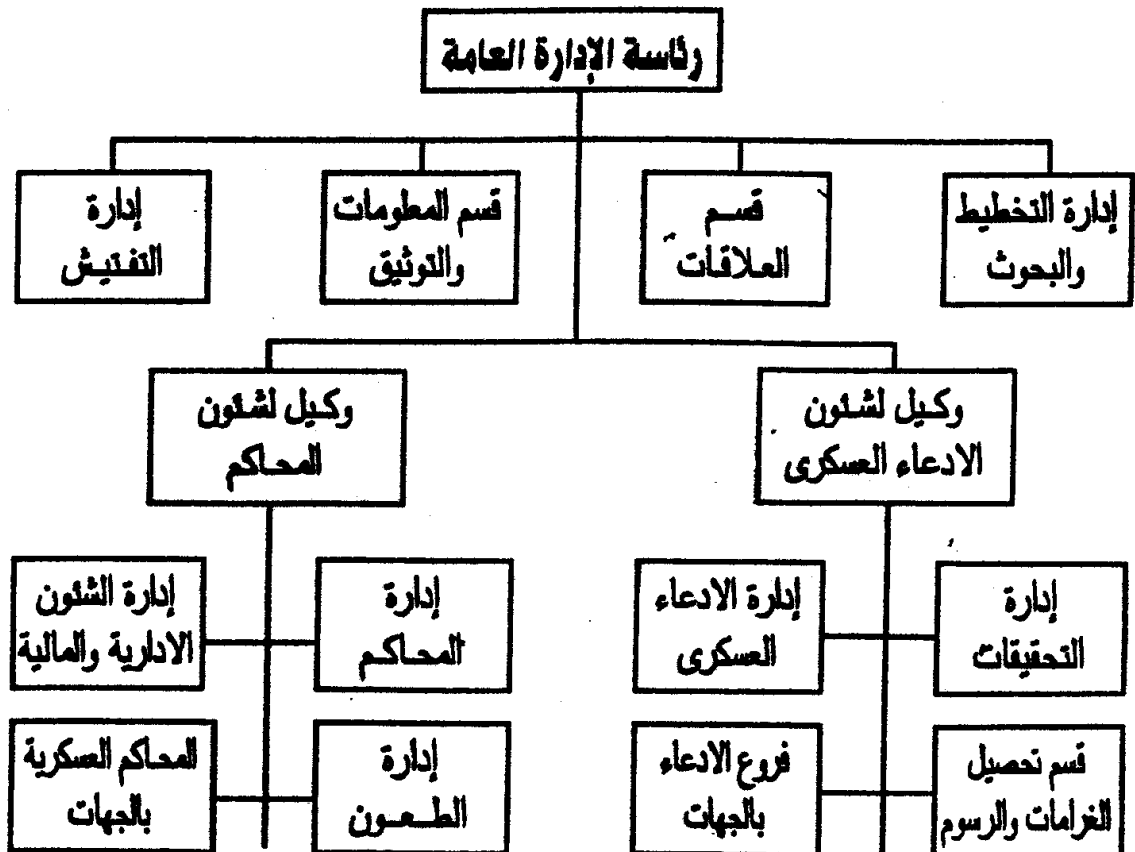 رئاسة الإدارة العامة
إدارة التخطيط
والبحوث
قسم
العلاقات
قسم المعلومات
والتوثيق
إدارة
التفتيش
وكيل لشئون
الادعاء العسكرى
وكيل لشئون
المحاكم
إدارة
التحقيقات
إدارة الادعاء
العسكرى
إدارة
المحاكم
إدارة الشئون
الادارية والمالية
قسم تحصيل
الغرامات والرسوم
فروع الادعاء
بالجهات
إدارة
الطعون
المحاكم العسكرية
بالجهات